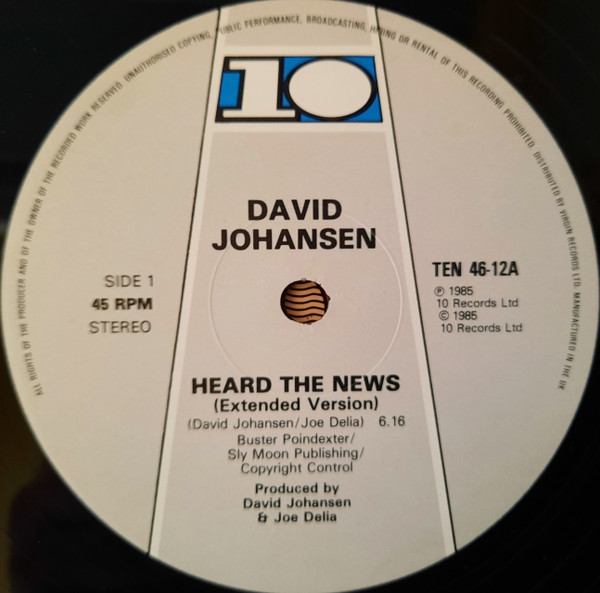 ALL RIGHTS OF THE PRODUCER AND OF THE OWNER OF THE RECORDED WORK RESERVED. UNAUTHORISED COPYING, PUBLIC PERFORMANCE, BROADCASTING, HIRING OR RENTAL OF THIS RECORDING PROHIBITED. DISTRIBUTED BY VIRGIN RECORDS LTD. MANUFACTURED IN THE UK
10
DAVID
JOHANSEN
SIDE 1
45 RPM
STEREO
TEN 46-12A
℗ 1985
10 Records Ltd
© 1985
10 Records Ltd
HEARD THE NEWS
(Extended Version)
(David Johansen/Joe Delia) 6.16
Buster Poindexter/
Sly Moon Publishing/
Copyright Control
Produced by
David Johansen
& Joe Delia